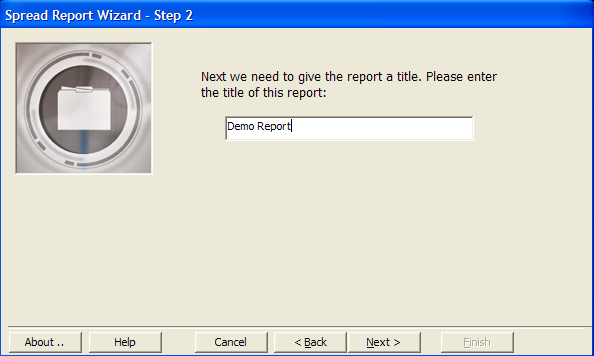 Spread Report Wizard - Step 2
Next we need to give the report a title. Please enter
the title of this report:
Demo Report
About .. Help Cancel < Back Next > Finish